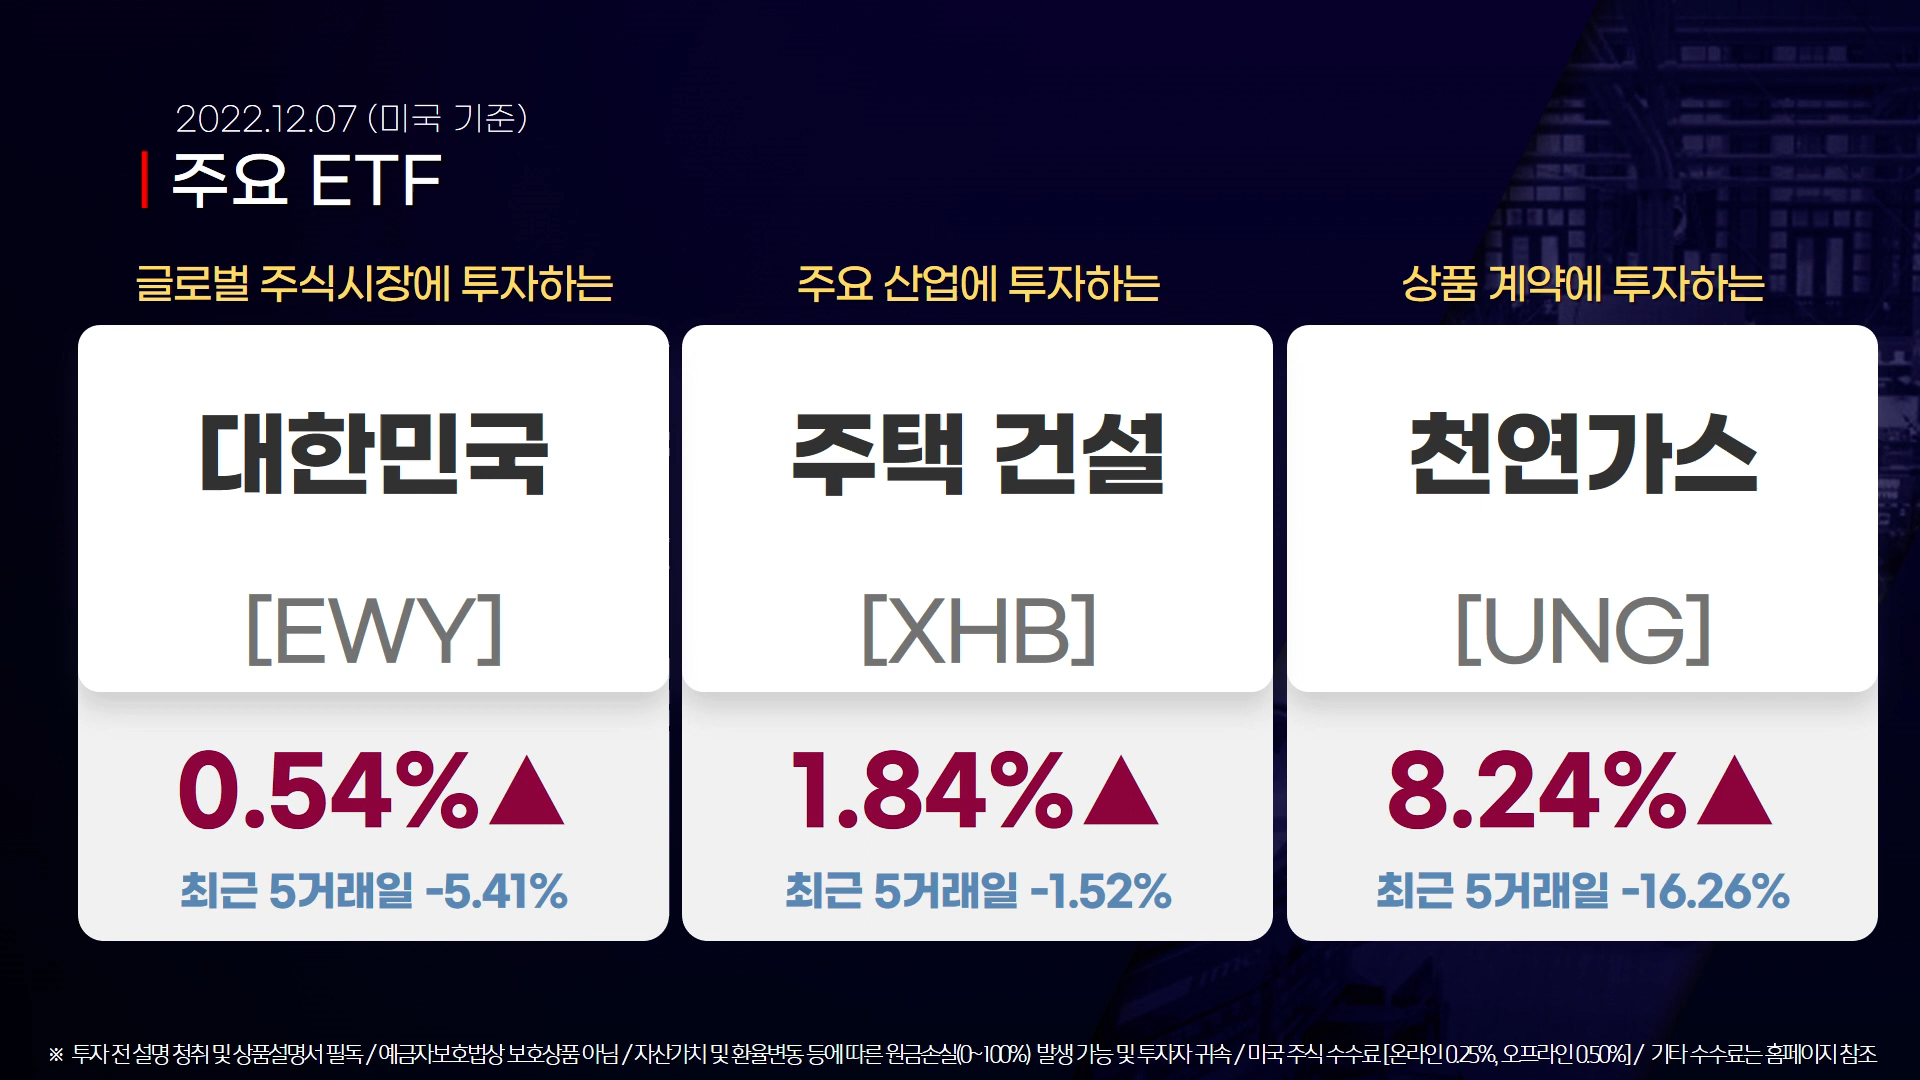 2022.12.07 (미국 기준)
주요 ETF
글로벌 주식시장에 투자하는
대한민국
[EWY]
0.54%▲
최근 5거래일 -5.41%
주요 산업에 투자하는
주택 건설
[XHB]
1.84%▲
최근 5거래일 -1.52%
상품 계약에 투자하는
천연가스
[UNG]
8.24%▲
최근 5거래일 -16.26%
※ 투자 전 설명 청취 및 상품설명서 필독 / 예금자보호법상 보호상품 아님 / 자산가치 및 환율변동 등에 따른 원금손실(0~100%) 발생 가능 및 투자자 귀속 / 미국 주식 수수료 [온라인 0.25%, 오프라인 0.50%] / 기타 수수료는 홈페이지 참조